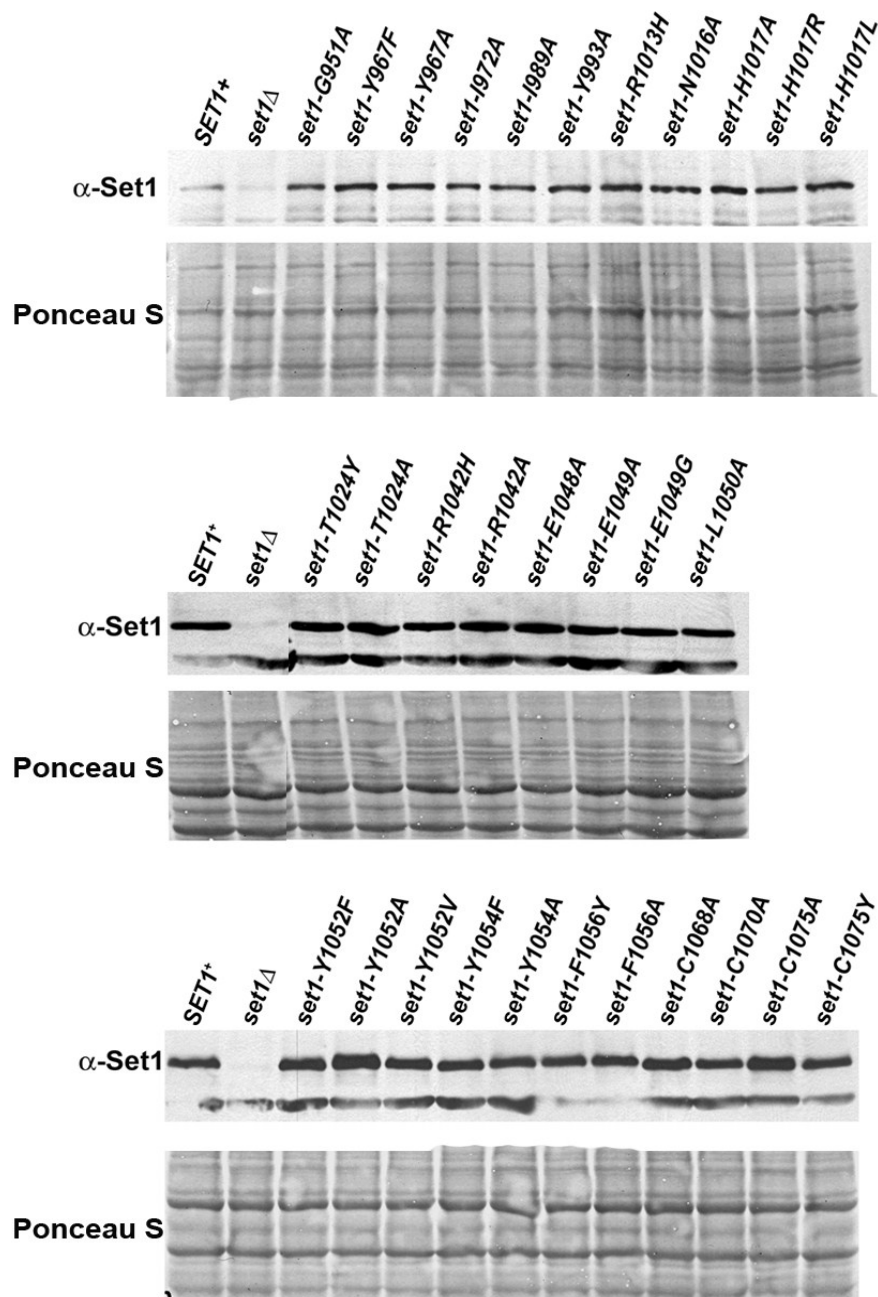 SET1+ set1Δ set1-G951A set1-Y967F set1-Y967A set1-I972A set1-I989A set1-Y993A set1-R1013H set1-N1016A set1-H1017A set1-H1017R set1-H1017L
α-Set1
Ponceau S
SET1+ set1Δ set1-T1024Y set1-T1024A set1-R1042H set1-R1042A set1-E1048A set1-E1049A set1-E1049G set1-L1050A
α-Set1
Ponceau S
SET1+ set1Δ set1-Y1052F set1-Y1052A set1-Y1052V set1-Y1054F set1-Y1054A set1-F1056Y set1-F1056A set1-C1068A set1-C1070A set1-C1075A set1-C1075Y
α-Set1
Ponceau S